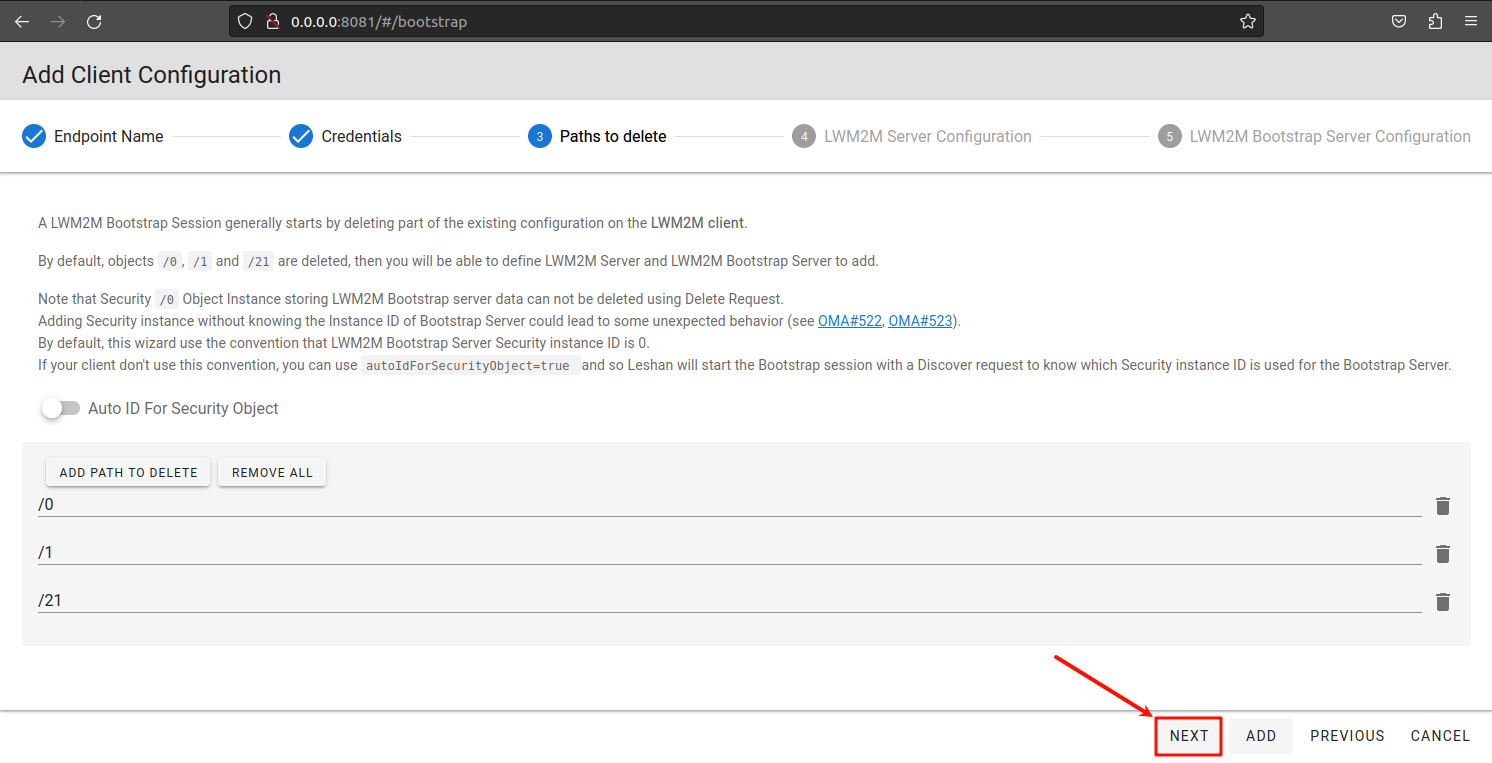 0.0.0.0:8081/#/bootstrap
Add Client Configuration
Endpoint Name
Credentials
3 Paths to delete
4 LWM2M Server Configuration
5 LWM2M Bootstrap Server Configuration
A LWM2M Bootstrap Session generally starts by deleting part of the existing configuration on the LWM2M client.
By default, objects /0 , /1 and /21 are deleted, then you will be able to define LWM2M Server and LWM2M Bootstrap Server to add.
Note that Security /0 Object Instance storing LWM2M Bootstrap server data can not be deleted using Delete Request.
Adding Security instance without knowing the Instance ID of Bootstrap Server could lead to some unexpected behavior (see OMA#522, OMA#523).
By default, this wizard use the convention that LWM2M Bootstrap Server Security instance ID is 0.
If your client don't use this convention, you can use autoIdForSecurityObject=true and so Leshan will start the Bootstrap session with a Discover request to know which Security instance ID is used for the Bootstrap Server.
Auto ID For Security Object
ADD PATH TO DELETE REMOVE ALL
/0
/1
/21
NEXT ADD PREVIOUS CANCEL